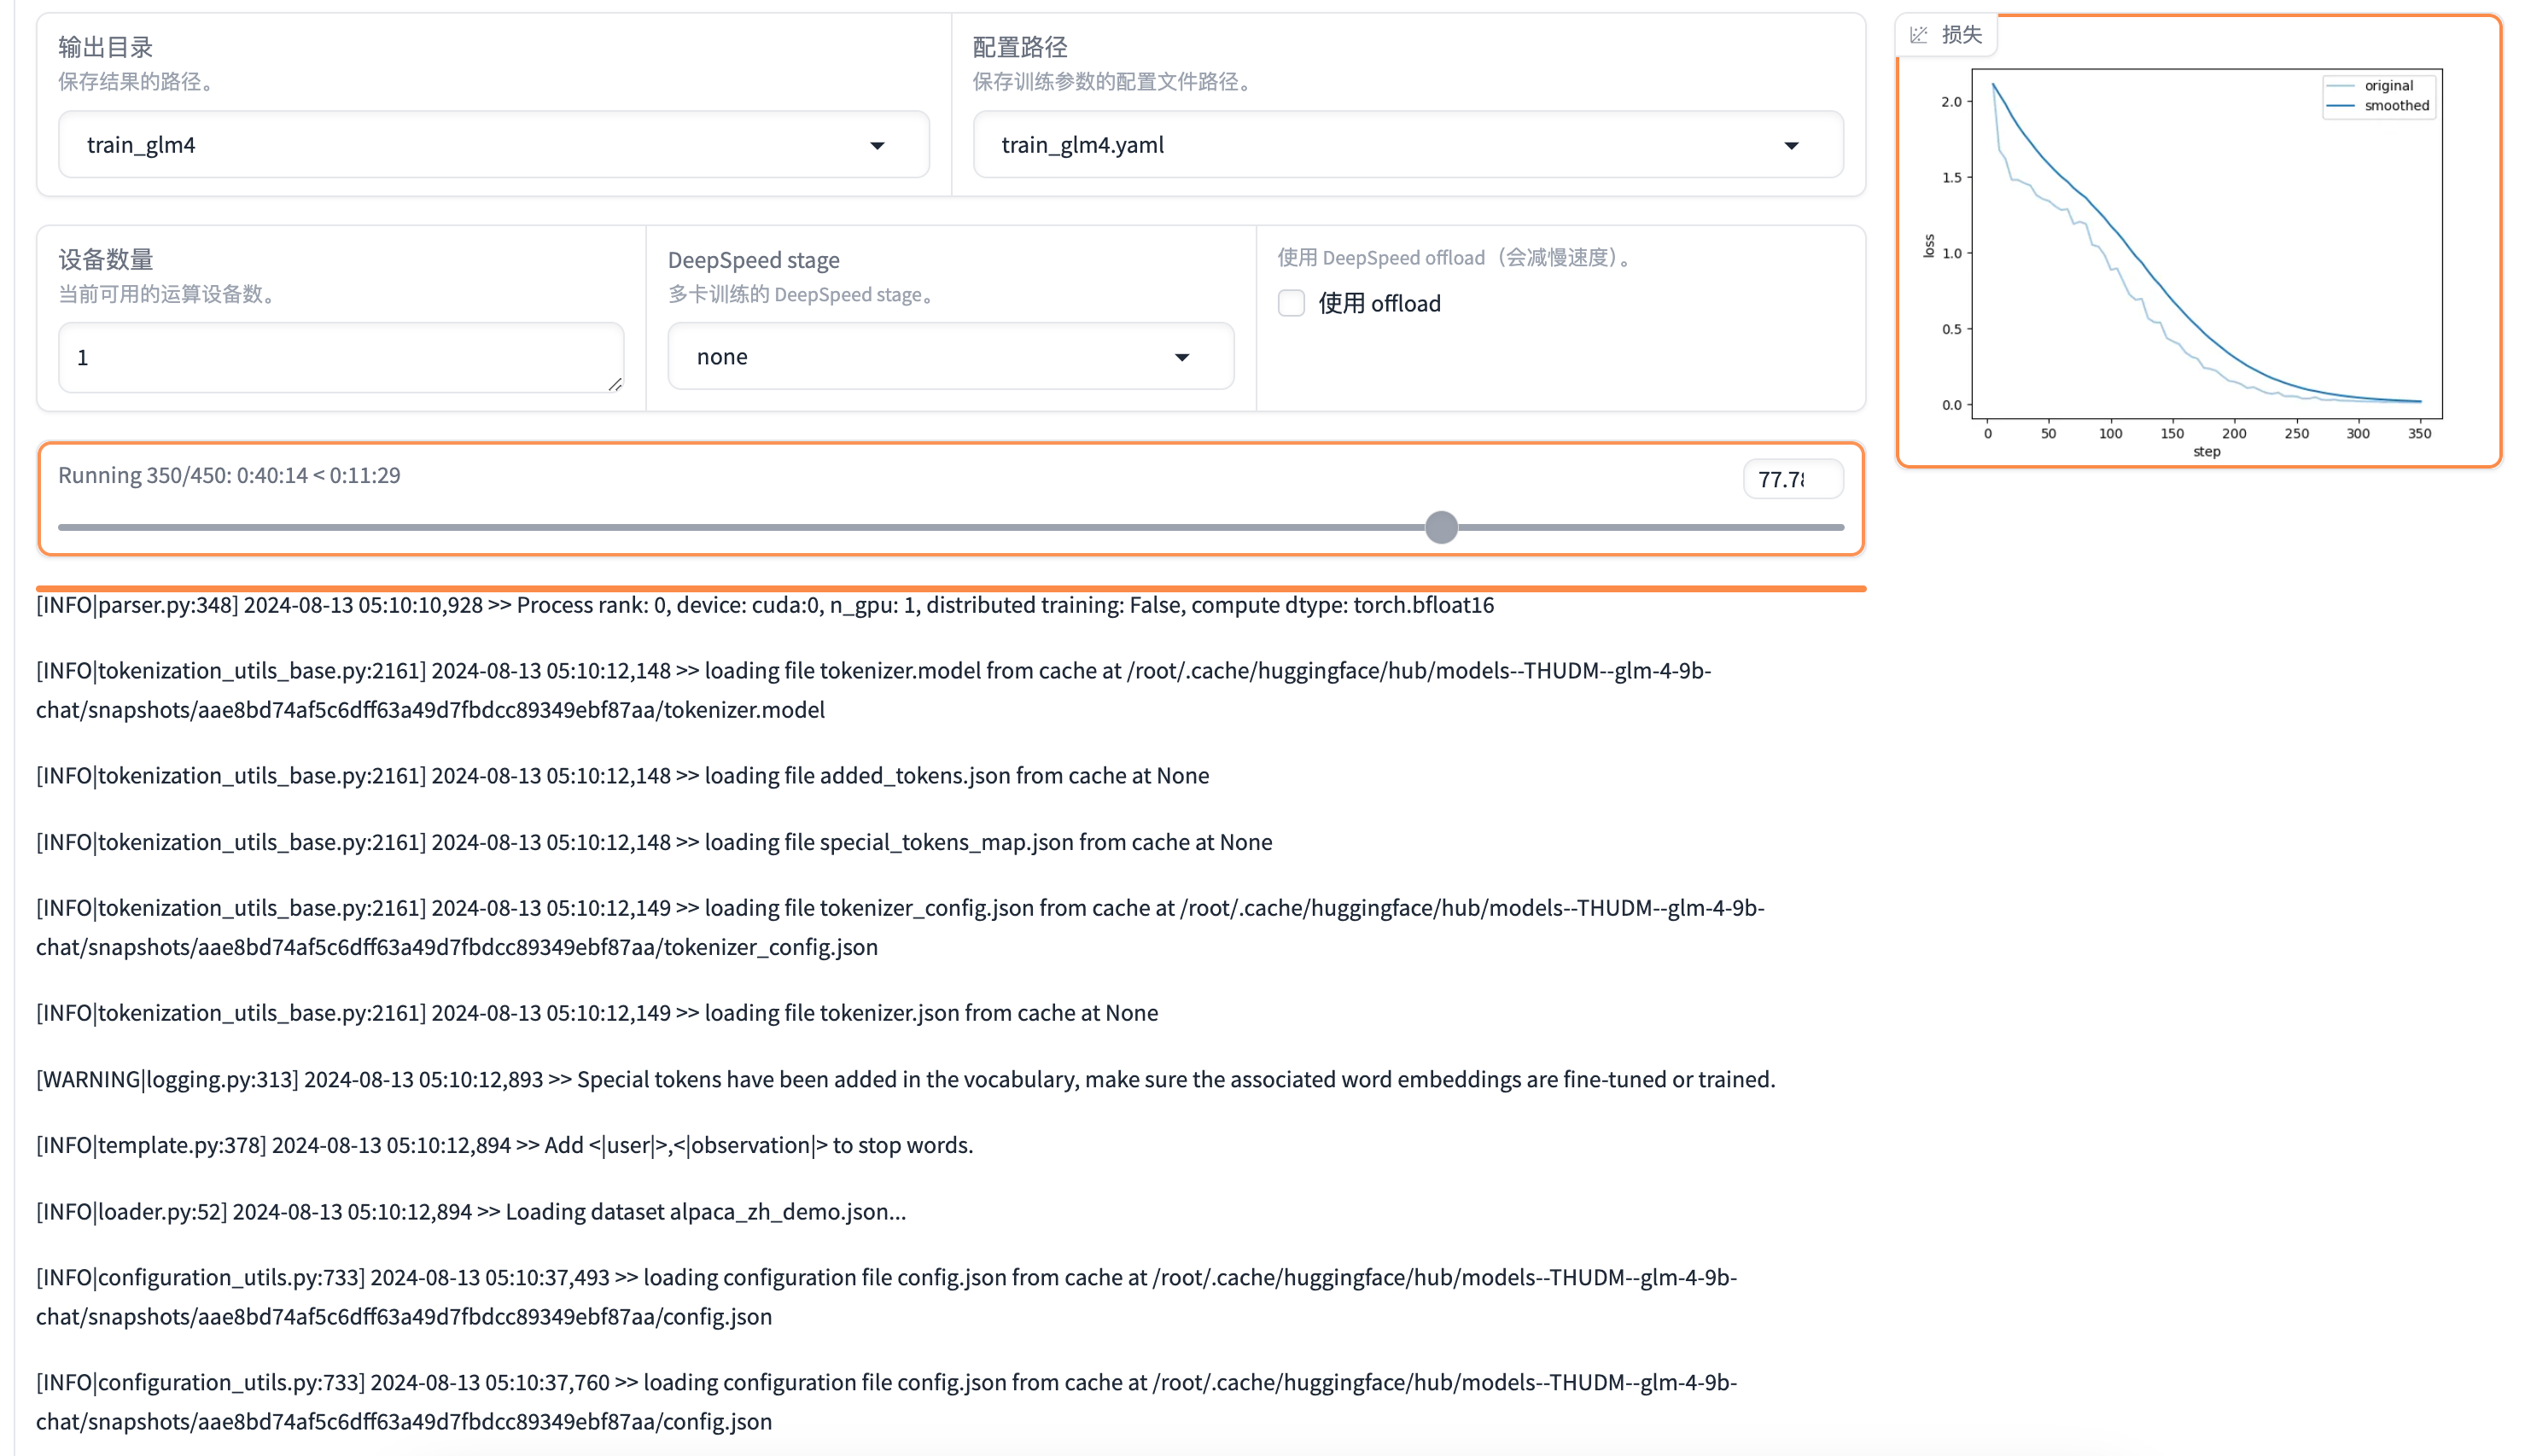 输出目录
保存结果的路径。
train_glm4
配置路径
保存训练参数的配置文件路径。
train_glm4.yaml
设备数量
当前可用的运算设备数。
1
DeepSpeed stage
多卡训练的 DeepSpeed stage。
none
使用 DeepSpeed offload（会减慢速度）。
使用 offload
Running 350/450: 0:40:14 < 0:11:29
77.78
损失
original
smoothed
2.0
1.5
1.0
0.5
0.0
loss
0 50 100 150 200 250 300 350
step
[INFO|parser.py:348] 2024-08-13 05:10:10,928 >> Process rank: 0, device: cuda:0, n_gpu: 1, distributed training: False, compute dtype: torch.bfloat16
[INFO|tokenization_utils_base.py:2161] 2024-08-13 05:10:12,148 >> loading file tokenizer.model from cache at /root/.cache/huggingface/hub/models--THUDM--glm-4-9b-
chat/snapshots/aae8bd74af5c6dff63a49d7fbdcc89349ebf87aa/tokenizer.model
[INFO|tokenization_utils_base.py:2161] 2024-08-13 05:10:12,148 >> loading file added_tokens.json from cache at None
[INFO|tokenization_utils_base.py:2161] 2024-08-13 05:10:12,148 >> loading file special_tokens_map.json from cache at None
[INFO|tokenization_utils_base.py:2161] 2024-08-13 05:10:12,149 >> loading file tokenizer_config.json from cache at /root/.cache/huggingface/hub/models--THUDM--glm-4-9b-
chat/snapshots/aae8bd74af5c6dff63a49d7fbdcc89349ebf87aa/tokenizer_config.json
[INFO|tokenization_utils_base.py:2161] 2024-08-13 05:10:12,149 >> loading file tokenizer.json from cache at None
[WARNING|logging.py:313] 2024-08-13 05:10:12,893 >> Special tokens have been added in the vocabulary, make sure the associated word embeddings are fine-tuned or trained.
[INFO|template.py:378] 2024-08-13 05:10:12,894 >> Add <|user|>,<|observation|> to stop words.
[INFO|loader.py:52] 2024-08-13 05:10:12,894 >> Loading dataset alpaca_zh_demo.json...
[INFO|configuration_utils.py:733] 2024-08-13 05:10:37,493 >> loading configuration file config.json from cache at /root/.cache/huggingface/hub/models--THUDM--glm-4-9b-
chat/snapshots/aae8bd74af5c6dff63a49d7fbdcc89349ebf87aa/config.json
[INFO|configuration_utils.py:733] 2024-08-13 05:10:37,760 >> loading configuration file config.json from cache at /root/.cache/huggingface/hub/models--THUDM--glm-4-9b-
chat/snapshots/aae8bd74af5c6dff63a49d7fbdcc89349ebf87aa/config.json